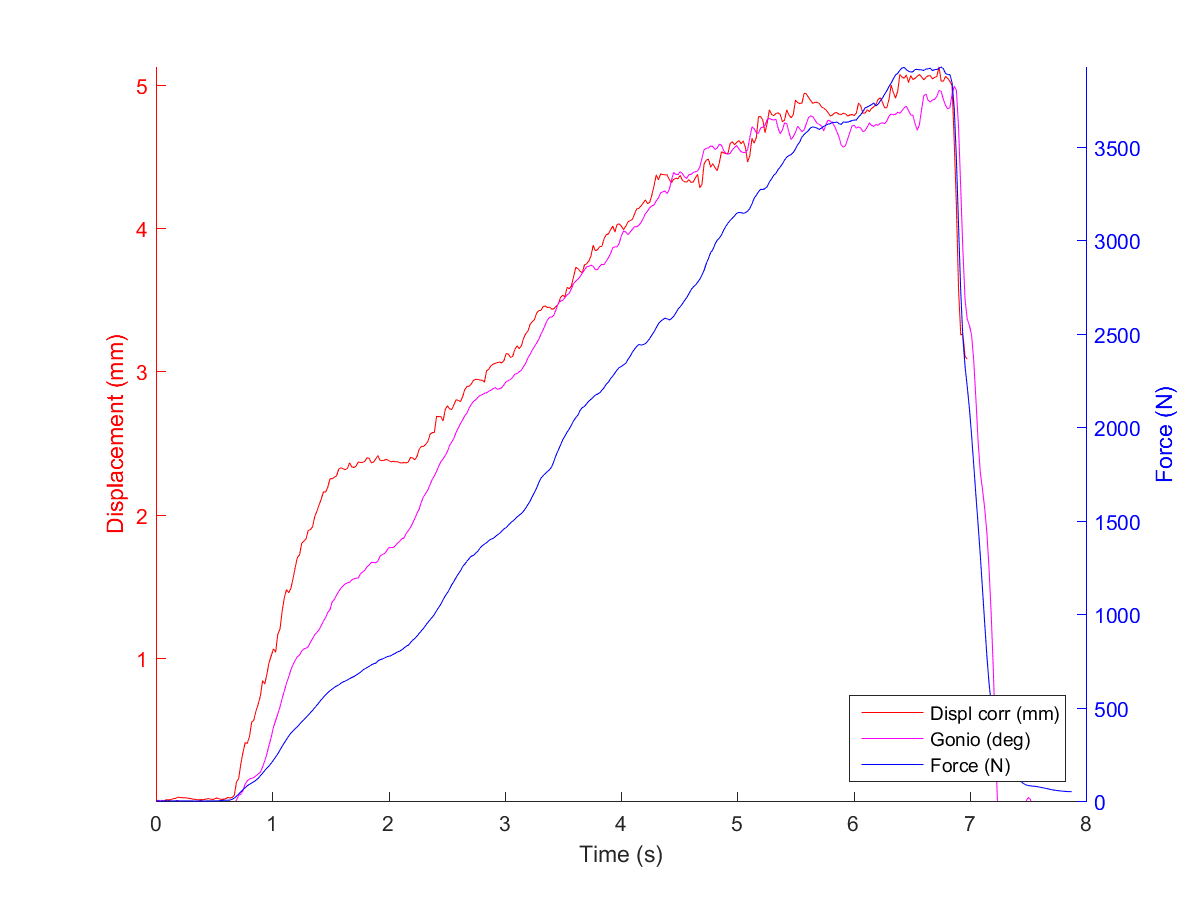 5
4
3
2
1
Displacement (mm)
3500
3000
2500
2000
1500
1000
500
0
Force (N)
Displ corr (mm)
Gonio (deg)
Force (N)
0 1 2 3 4 5 6 7 8
Time (s)